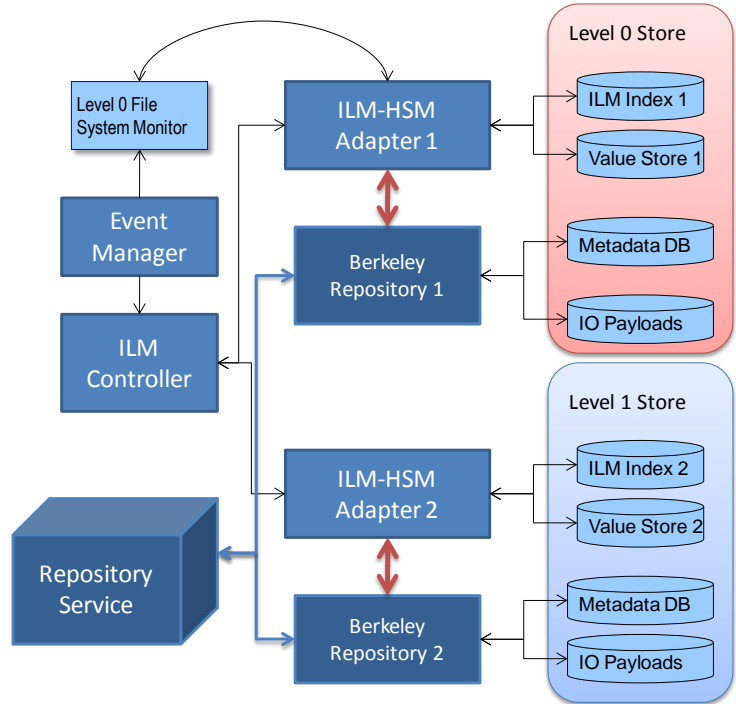 Level 0 Store
Level 0 File
System Monitor
ILM-HSM
Adapter 1
ILM Index 1
Value Store 1
Event
Manager
Berkeley
Repository 1
Metadata DB
IO Payloads
ILM
Controller
Level 1 Store
ILM-HSM
Adapter 2
ILM Index 2
Value Store 2
Repository
Service
Berkeley
Repository 2
Metadata DB
IO Payloads